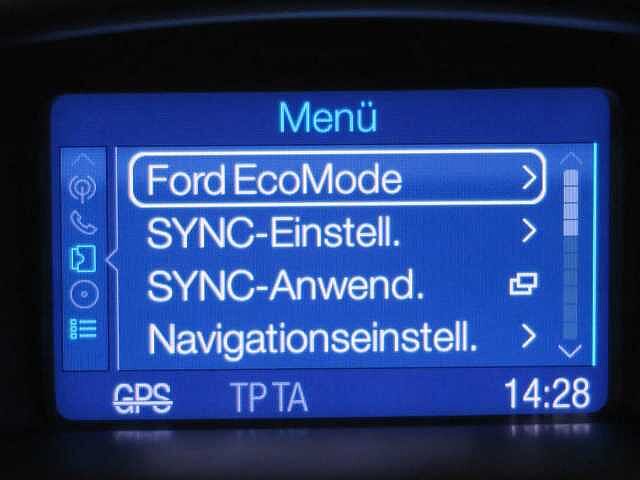 Menü
Ford EcoMode
SYNC-Einstell.
SYNC-Anwend.
Navigationseinstell.
GPS TP TA 14:28